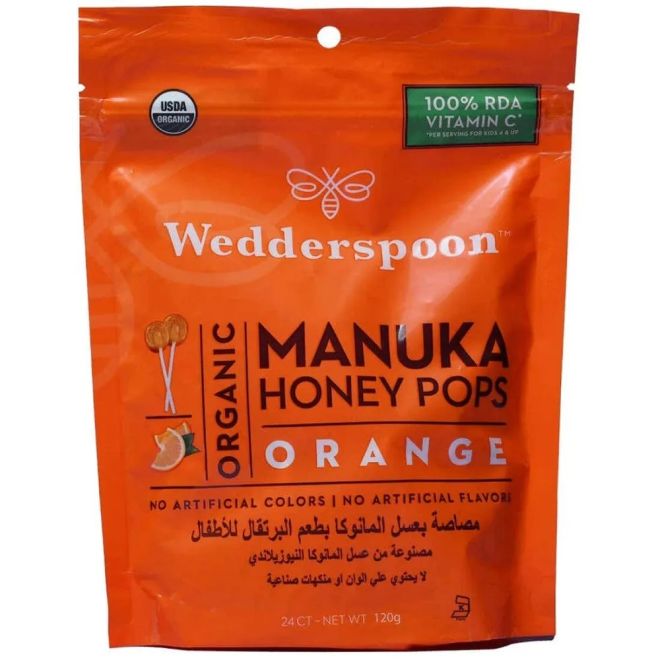 USDA
ORGANIC
100% RDA
VITAMIN C*
*PER SERVING FOR KIDS 4 & UP
Wedderspoon™
ORGANIC
MANUKA
HONEY POPS
ORANGE
NO ARTIFICIAL COLORS | NO ARTIFICIAL FLAVORS
مصاصة بعسل المانوكا بطعم البرتقال للأطفال
مصنوعة من عسل المانوكا النيوزيلاندي
لا يحتوي علي الوان او منكهات صناعية
24 CT - NET WT 120g
K